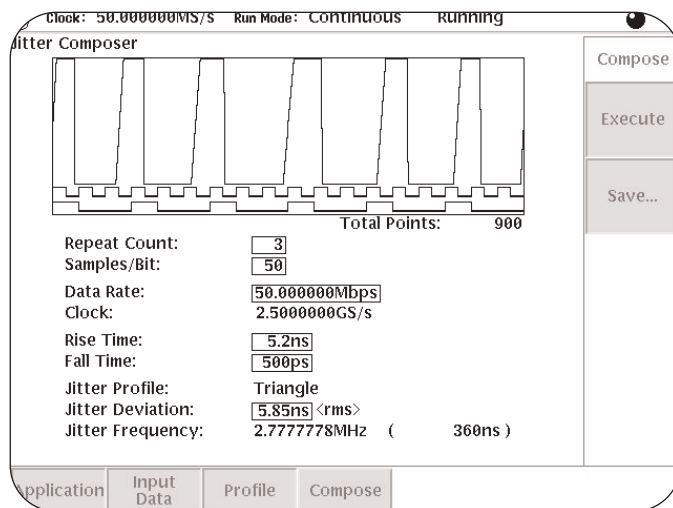 Clock: 50.000000MS/s Run Mode: Continuous Running
Jitter Composer
Compose
Execute
Save...
Total Points: 900
Repeat Count: 3
Samples/Bit: 50
Data Rate: 50.000000Mbps
Clock: 2.5000000GS/s
Rise Time: 5.2ns
Fall Time: 500ps
Jitter Profile: Triangle
Jitter Deviation: 5.85ns <rms>
Jitter Frequency: 2.7777778MHz ( 360ns )
Application
Input Data
Profile
Compose